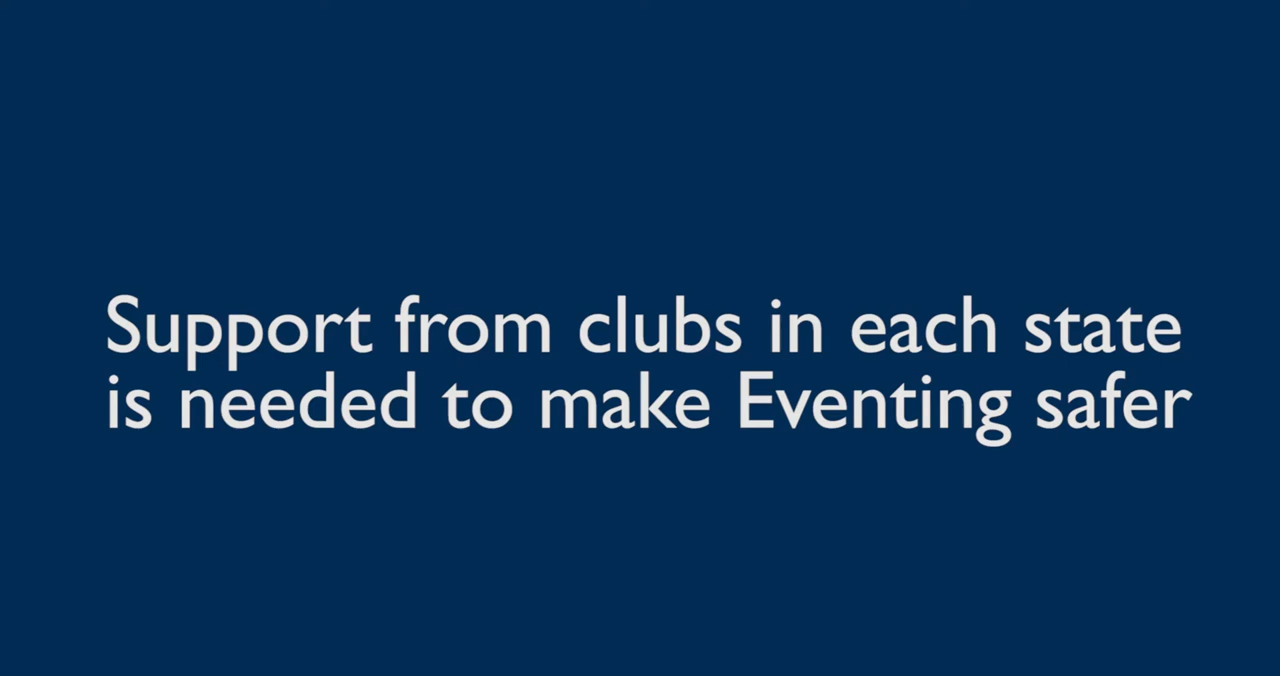 Support from clubs in each state
is needed to make Eventing safer